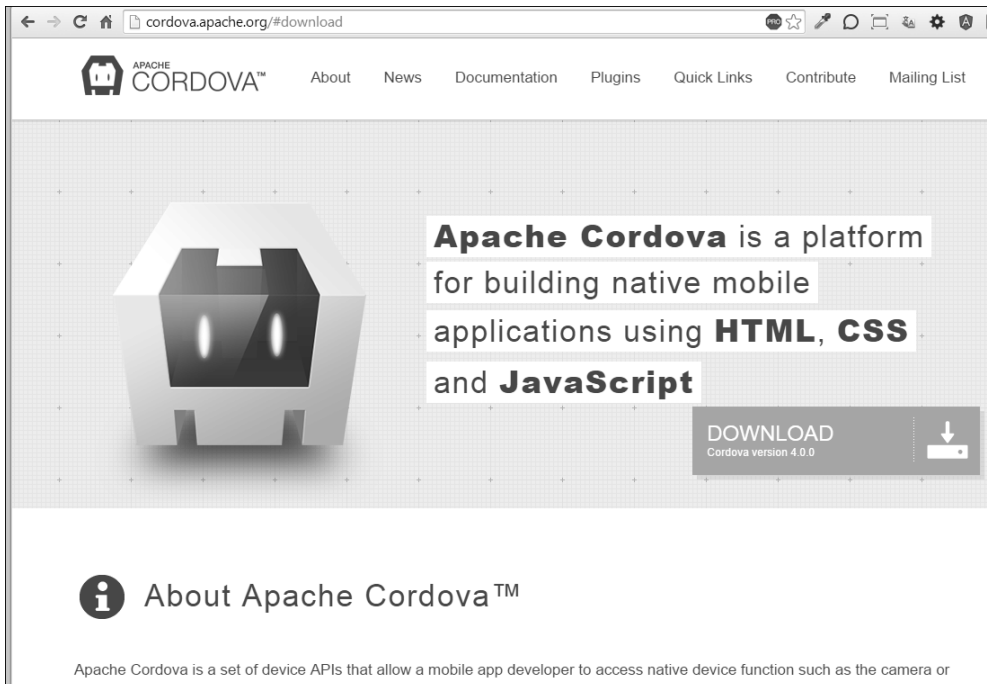 cordova.apache.org/#download
PRO
A
APACHE
CORDOVA™
About News Documentation Plugins Quick Links Contribute Mailing List
Apache Cordova is a platform
for building native mobile
applications using HTML, CSS
and JavaScript
DOWNLOAD
Cordova version 4.0.0
i About Apache Cordova™
Apache Cordova is a set of device APIs that allow a mobile app developer to access native device function such as the camera or